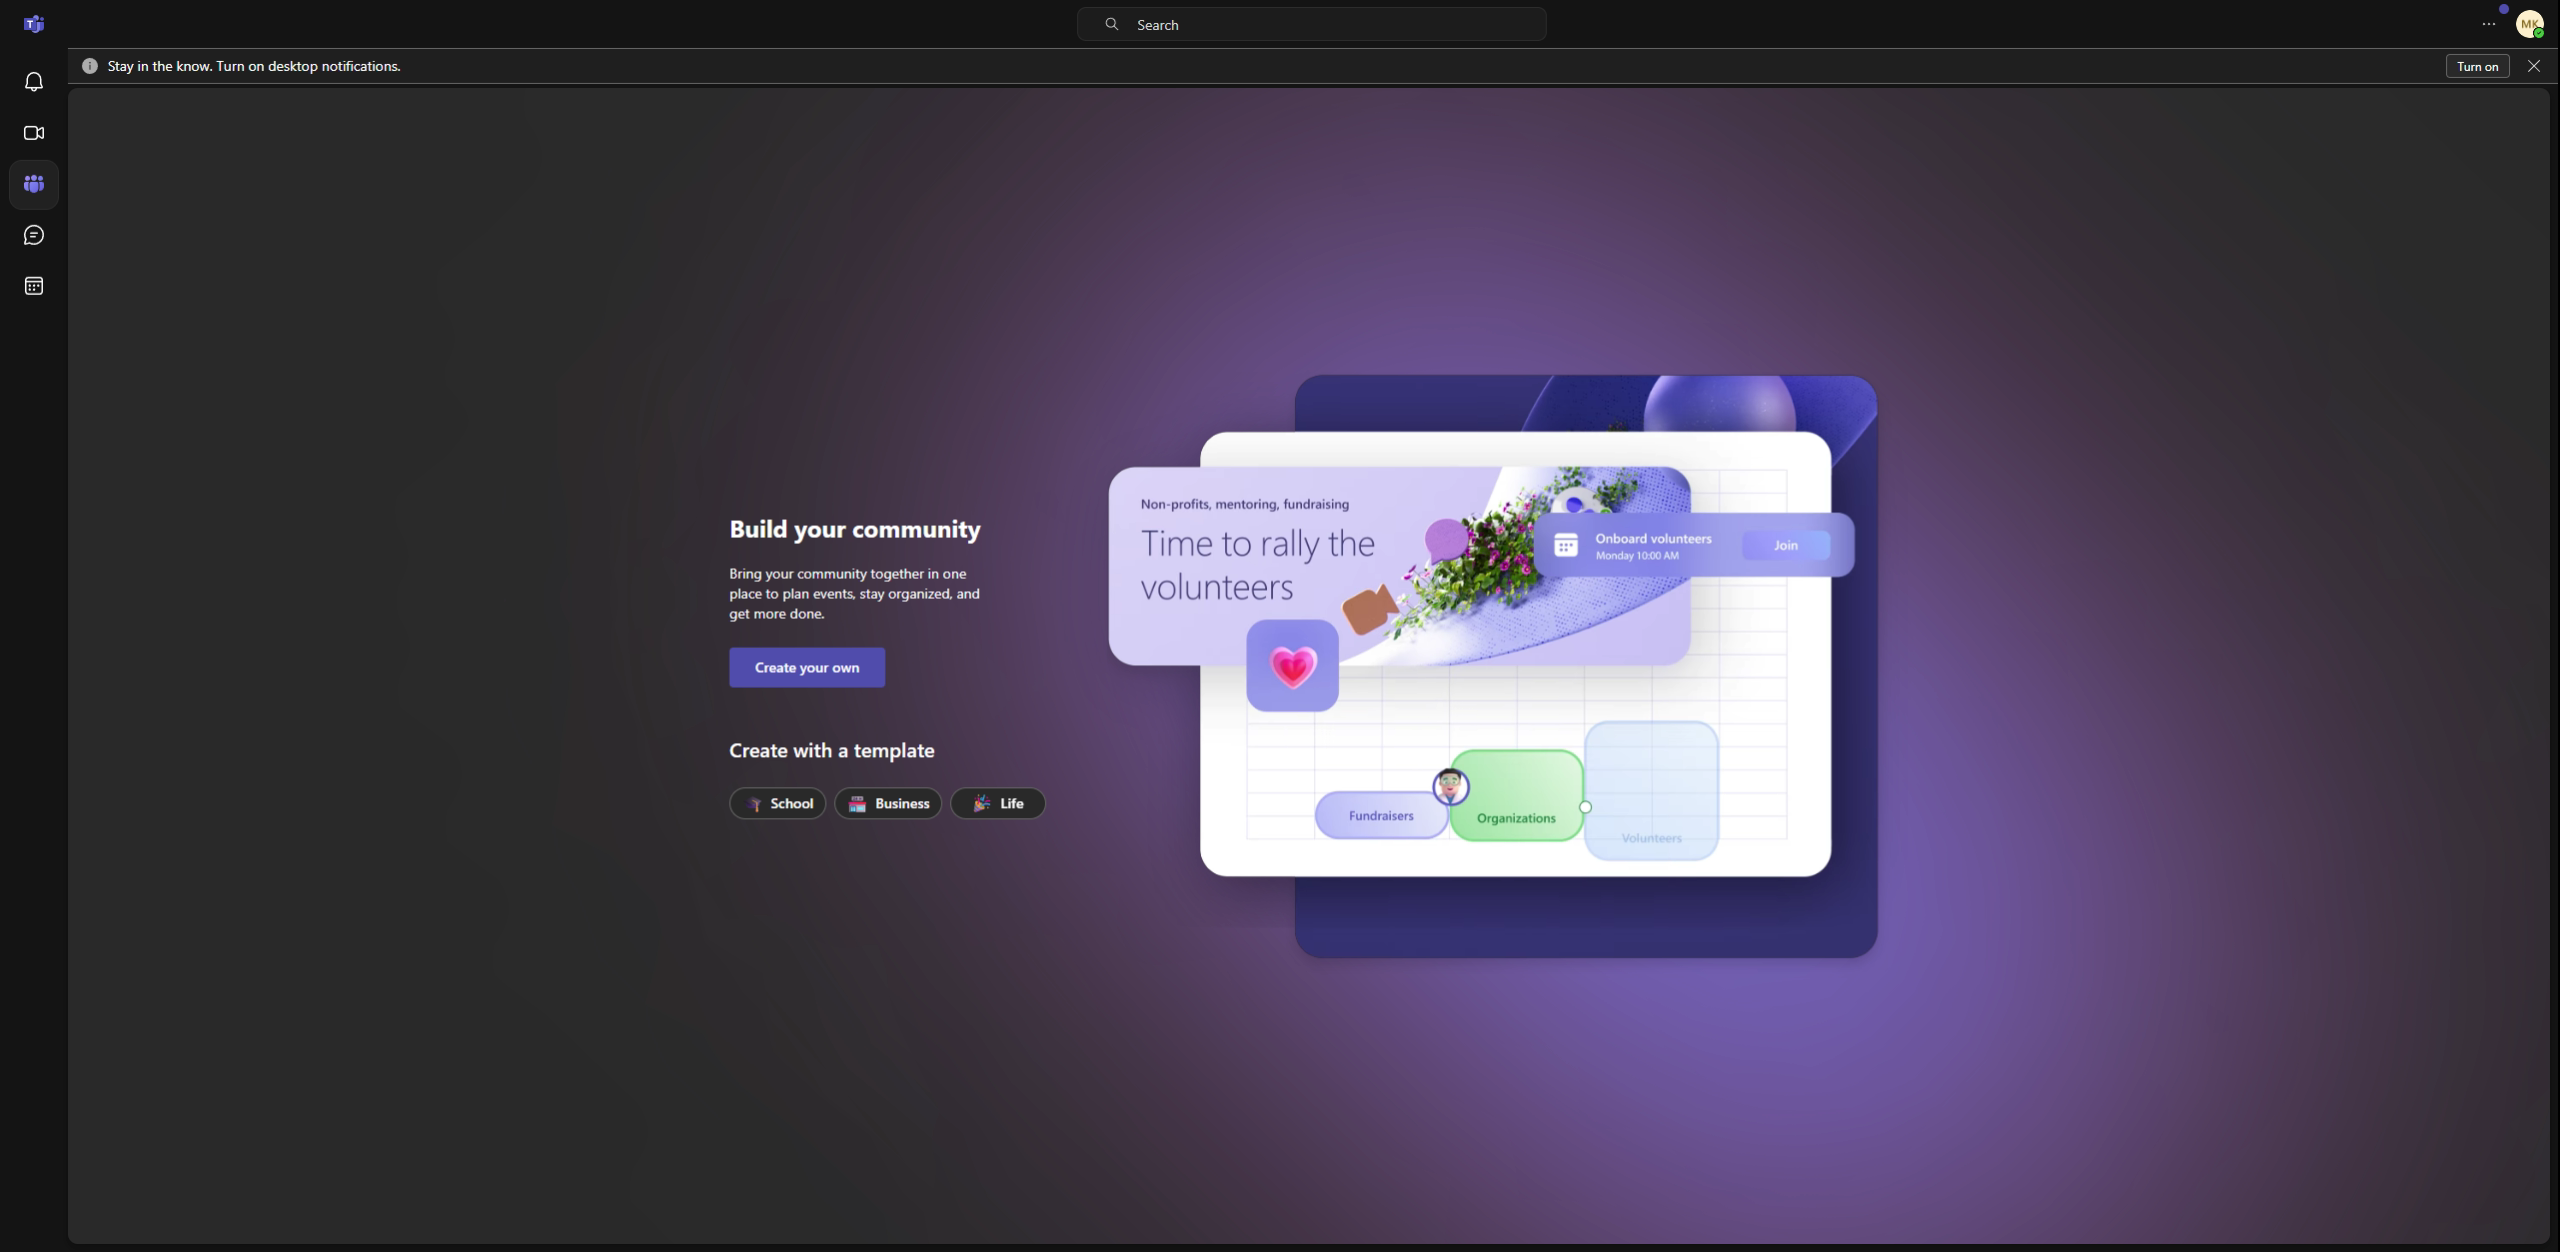 Search
MK
Stay in the know. Turn on desktop notifications.
Turn on
Build your community
Bring your community together in one
place to plan events, stay organized, and
get more done.
Create your own
Create with a template
School
Business
Life
Non-profits, mentoring, fundraising
Time to rally the
volunteers
Onboard volunteers
Monday 10:00 AM
Join
Fundraisers
Organizations
Volunteers